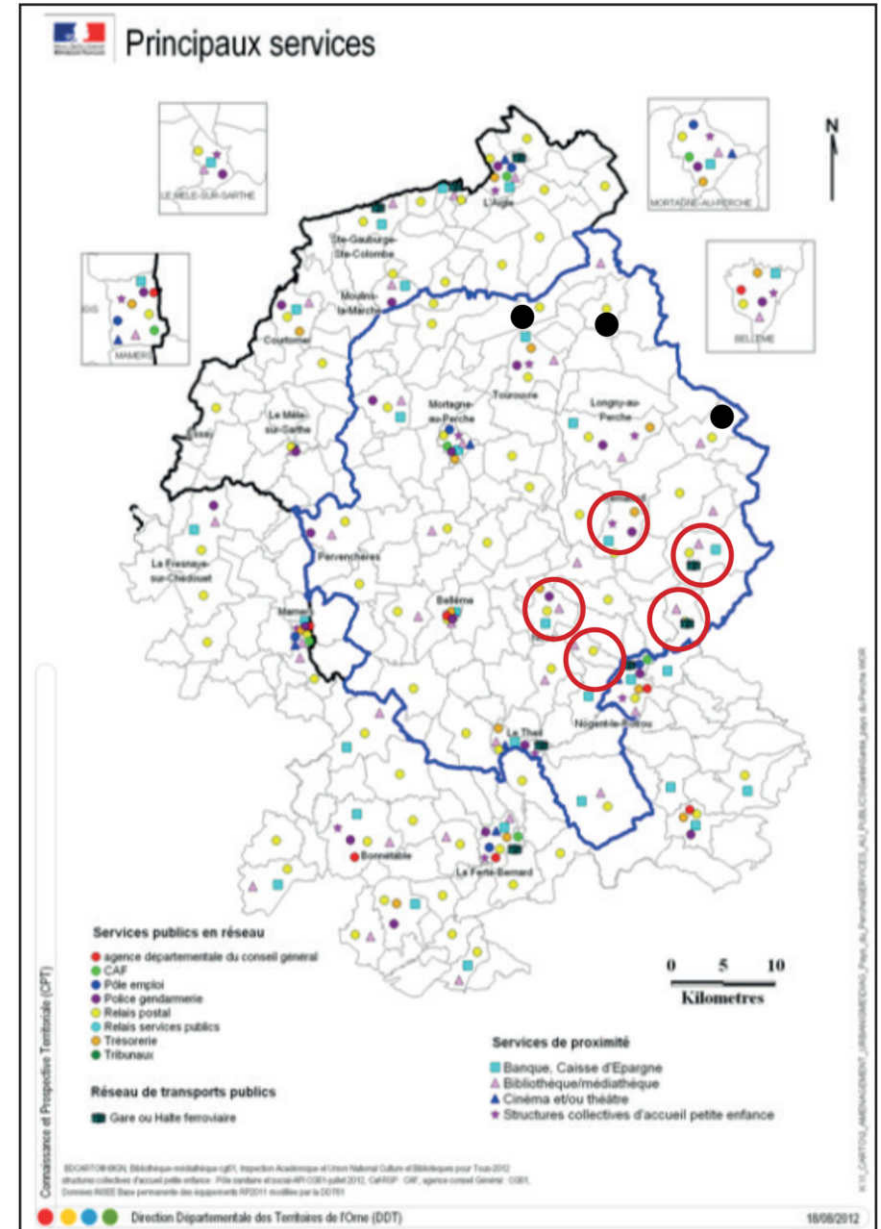 Principaux services
N
LE MELE-SUR-SARTHE
MORTAGNE-AU-PERCHE
L'Aigle
Ste-Gauburge-
Ste-Colombe
Moulins-
la-Marche
MAMERS
BELLEME
Courtomer
Tourouvre
Longny-au-
Perche
Mortagne-
au-Perche
Le Mêle-
sur-Sarthe
Essay
Pervenchères
La Fresnaye-
sur-Chédouet
Mamers
Bellême
Nogent-le-Rotrou
Le Theil
Bonnétable
La Ferté-Bernard
Services publics en réseau
agence départementale du conseil général
CAF
Pôle emploi
Police gendarmerie
Relais postal
Relais services publics
Trésorerie
Tribunaux
Réseau de transports publics
Gare ou Halte ferroviaire
0 5 10
Kilometres
Services de proximité
Banque, Caisse d'Epargne
Bibliothèque/médiathèque
Cinéma et/ou théâtre
Structures collectives d'accueil petite enfance
Connaissance et Prospective Territoriale (CPT)
Direction Départementale des Territoires de l'Orne (DDT)
18/08/2012